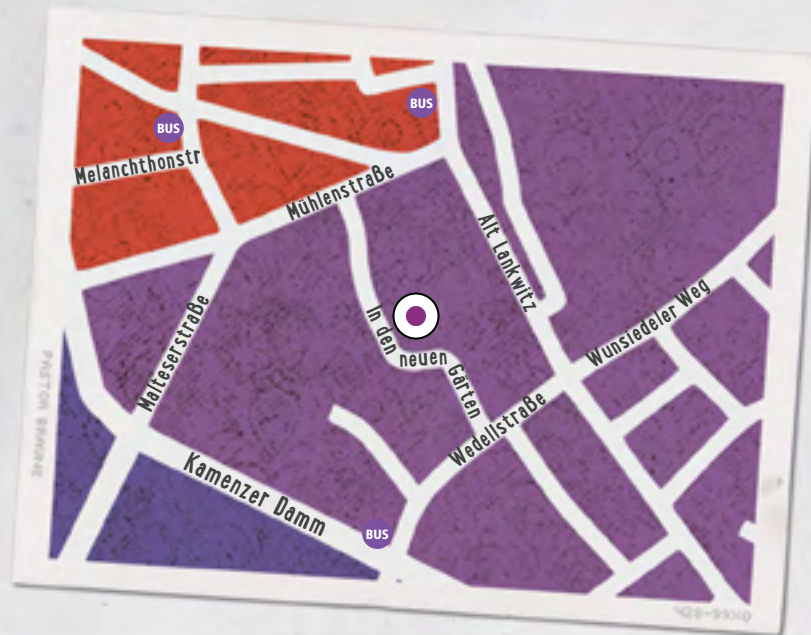 BUS
BUS
Melanchthonstr
Mühlenstraße
Alt Lankwitz
Malteserstraße
In den neuen Gärten
Wunsiedeler Weg
Wedellstraße
Kamenzer Damm
BUS